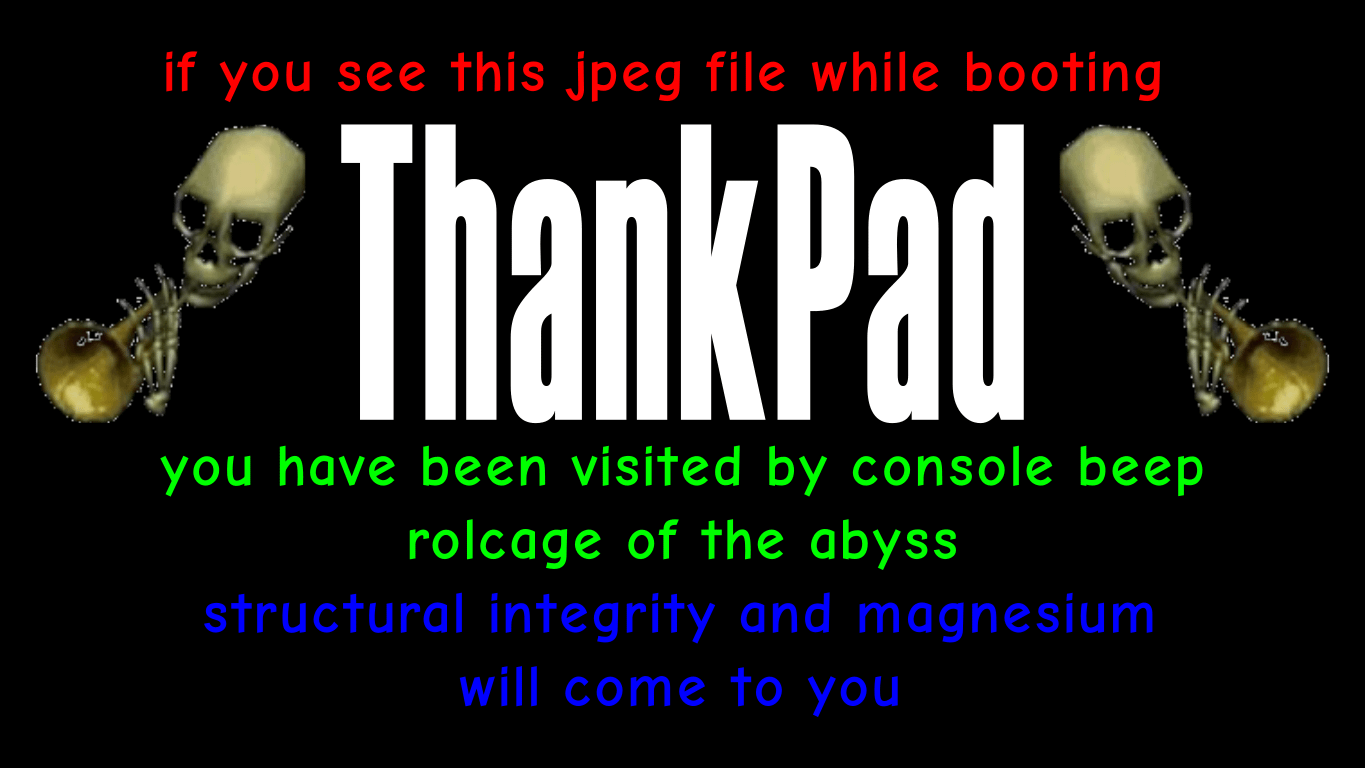 if you see this jpeg file while booting
ThankPad
you have been visited by console beep
rolcage of the abyss
structural integrity and magnesium
will come to you